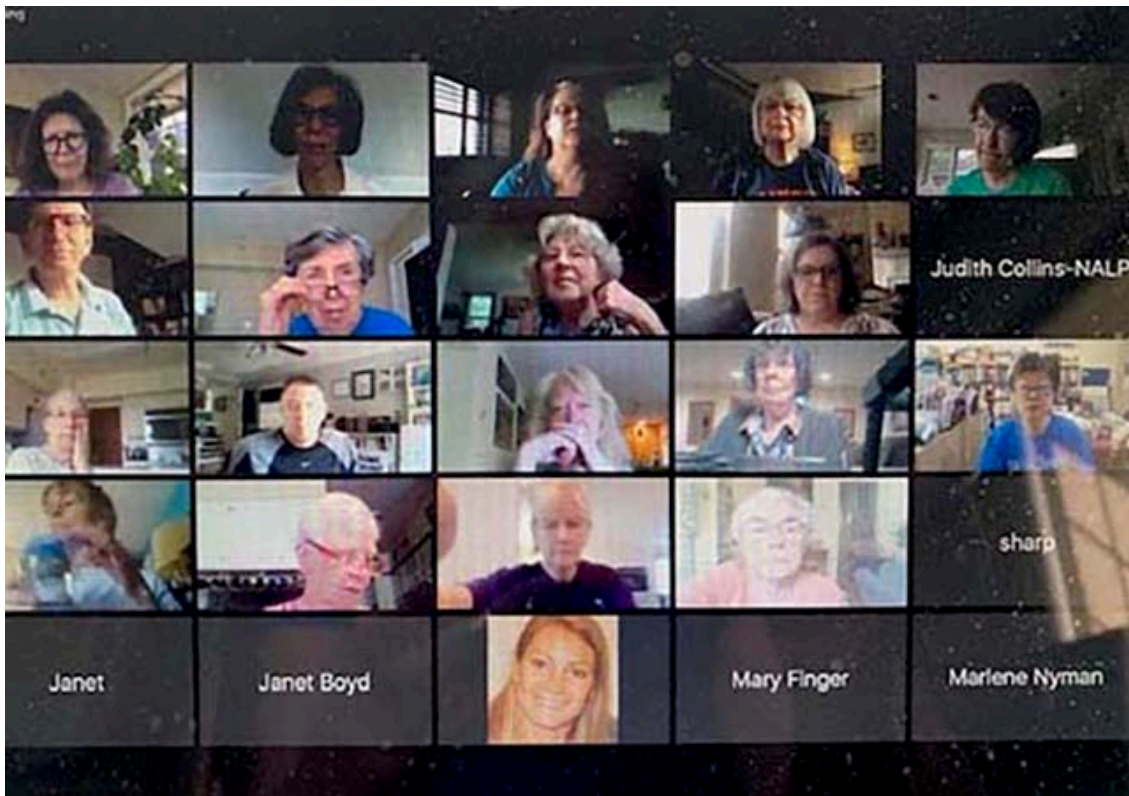 Judith Collins-NALP
sharp
Janet
Janet Boyd
Mary Finger
Marlene Nyman